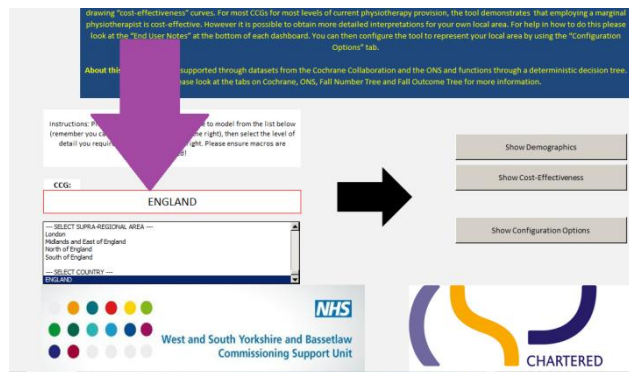 drawing "cost-effectiveness" curves. For most CCGs for most levels of current physiotherapy provision, the tool demonstrates that employing a marginal
physiotherapist is cost-effective. However it is possible to obtain more detailed interpretations for your own local area. For help in how to do this please
look at the "End User Notes" at the bottom of each dashboard. You can then configure the tool to represent your local area by using the "Configuration
Options" tab.
About this supported through datasets from the Cochrane Collaboration and the ONS and functions through a deterministic decision tree.
look at the tabs on Cochrane, ONS, Fall Number Tree and Fall Outcome Tree for more information.
Instructions: to model from the list below
(remember you the right), then select the level of
detail you right. Please ensure macros are
CCG:
ENGLAND
--- SELECT SUPRA-REGIONAL AREA ---
London
Midlands and East of England
North of England
South of England
--- SELECT COUNTRY ---
ENGLAND
Show Demographics
Show Cost-Effectiveness
Show Configuration Options
NHS
West and South Yorkshire and Bassetlaw
Commissioning Support Unit
CHARTERED